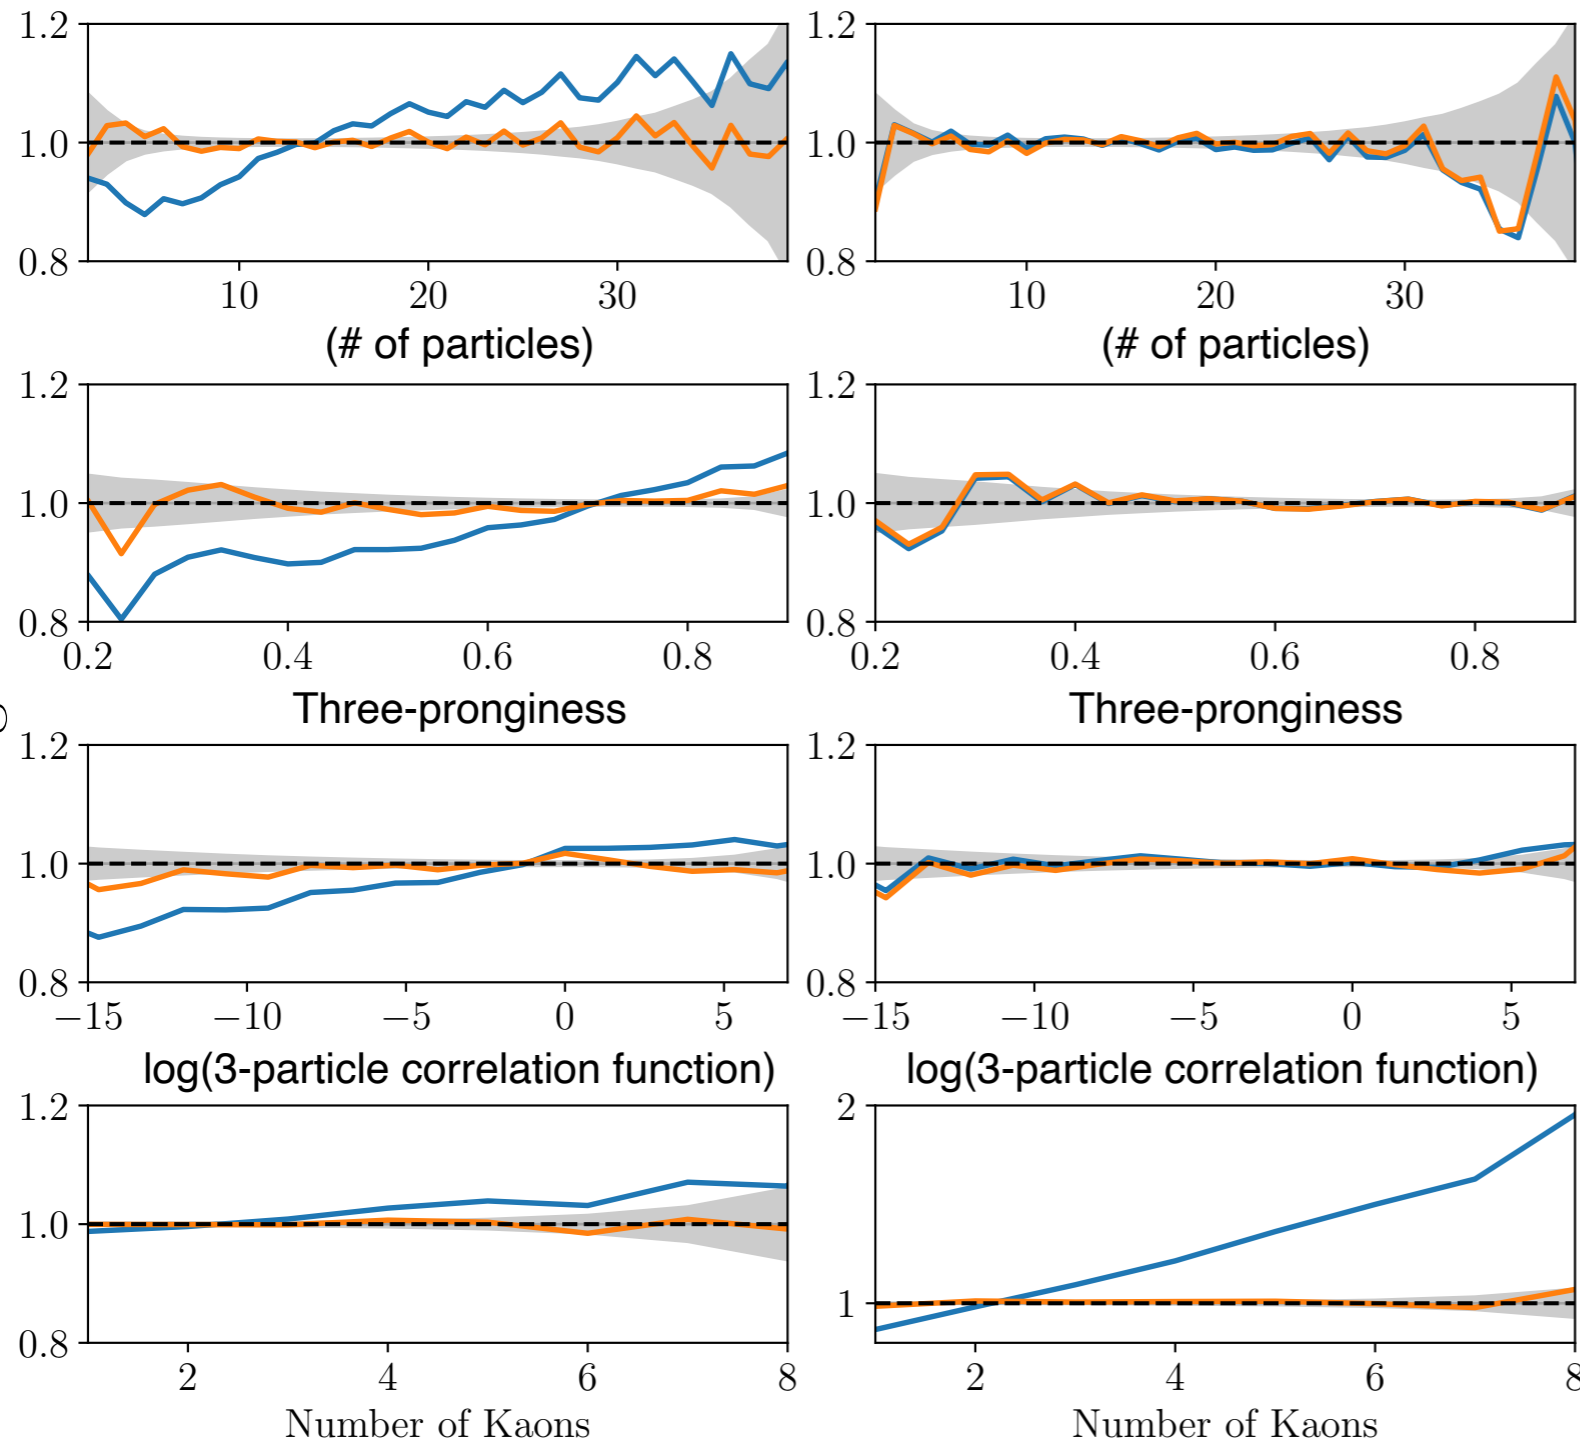 1.2 1.2
1.0 1.0
0.8 0.8
10 20 30 10 20 30
(# of particles) (# of particles)
1.2 1.2
1.0 1.0
0.8 0.8
0.2 0.4 0.6 0.8 0.2 0.4 0.6 0.8
Three-pronginess Three-pronginess
1.2 1.2
1.0 1.0
0.8 0.8
−15 −10 −5 0 5 −15 −10 −5 0 5
log(3-particle correlation function) log(3-particle correlation function)
1.2 2
1.0 1
0.8
2 4 6 8 2 4 6 8
Number of Kaons Number of Kaons